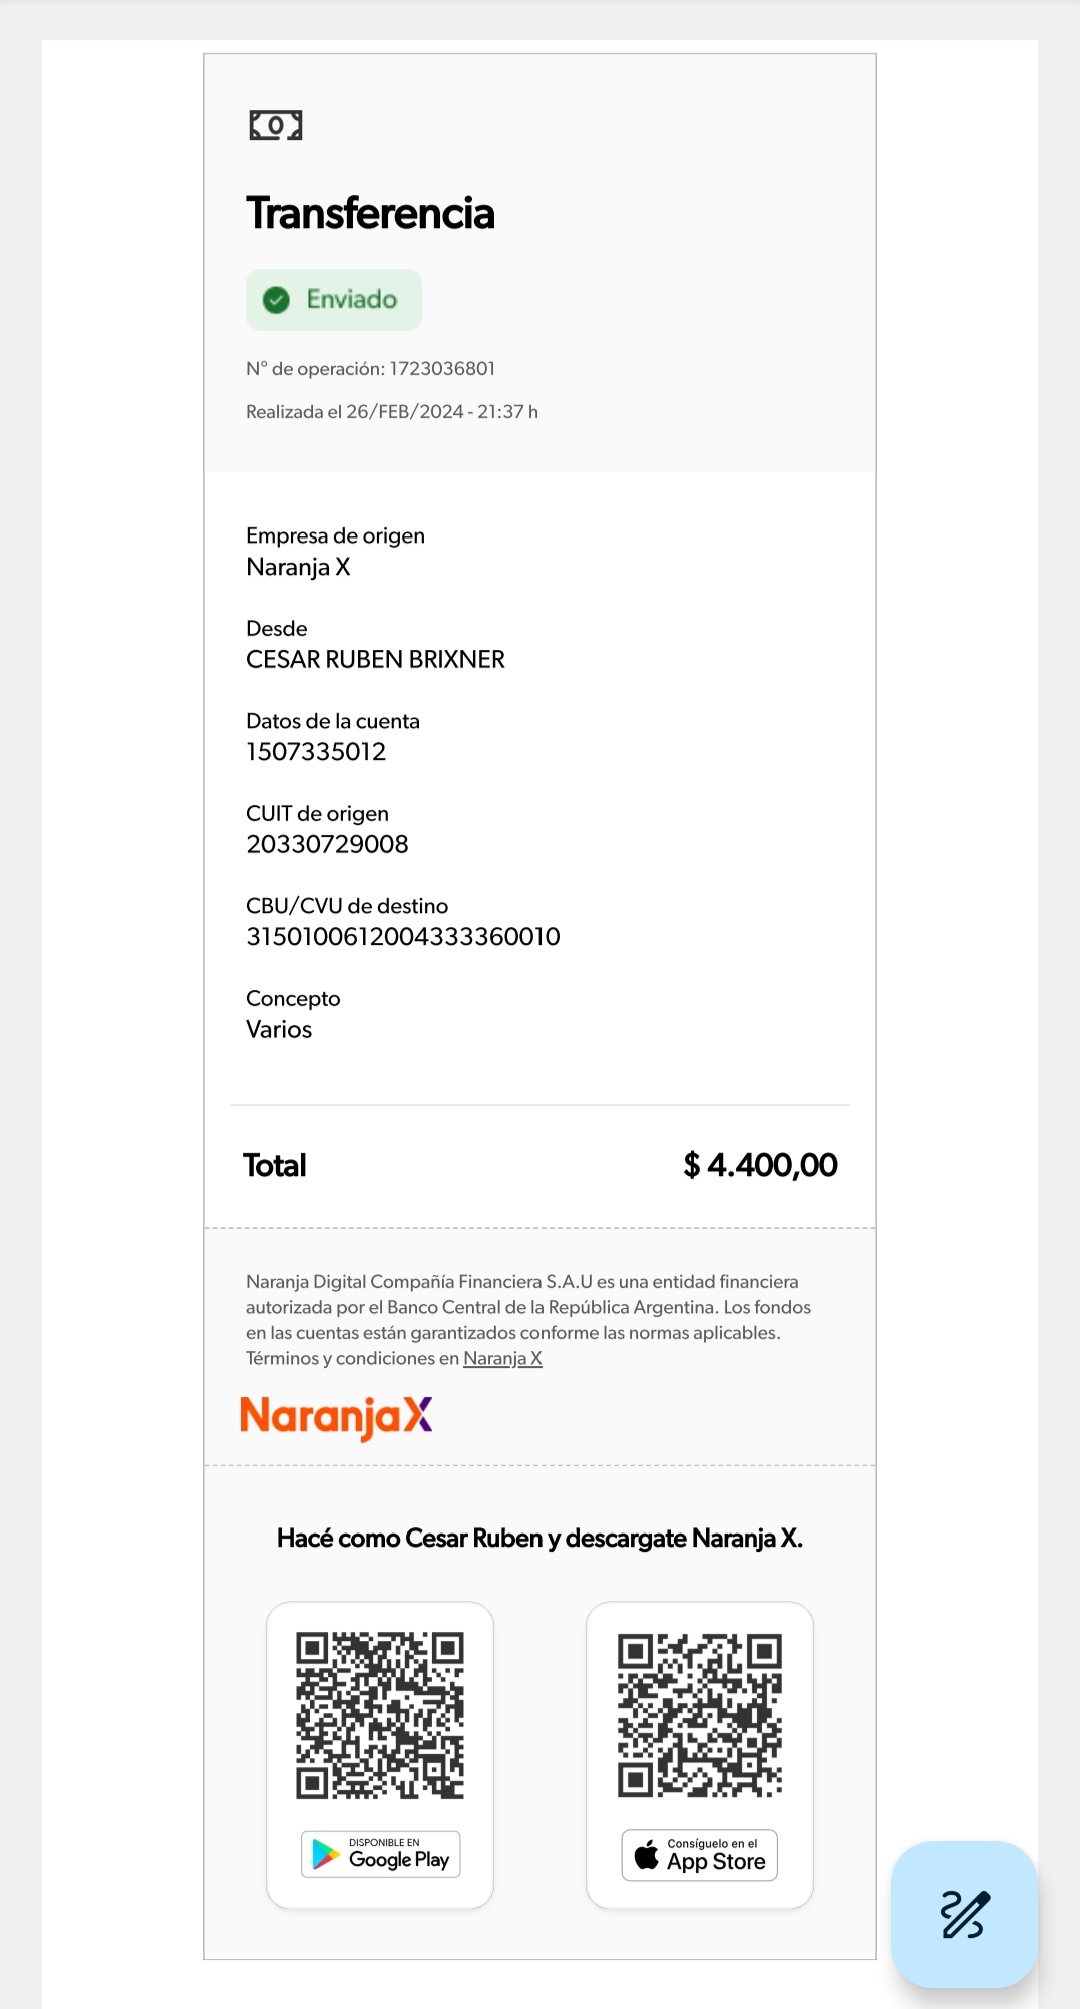 Transferencia
Enviado
N° de operación: 1723036801
Realizada el 26/FEB/2024 - 21:37 h
Empresa de origen
Naranja X
Desde
CESAR RUBEN BRIXNER
Datos de la cuenta
1507335012
CUIT de origen
20330729008
CBU/CVU de destino
3150100612004333360010
Concepto
Varios
Total $ 4.400,00
Naranja Digital Compañía Financiera S.A.U es una entidad financiera
autorizada por el Banco Central de la República Argentina. Los fondos
en las cuentas están garantizados conforme las normas aplicables.
Términos y condiciones en Naranja X
NaranjaX
Hacé como Cesar Ruben y descargate Naranja X.
DISPONIBLE EN
Google Play
Consíguelo en el
App Store